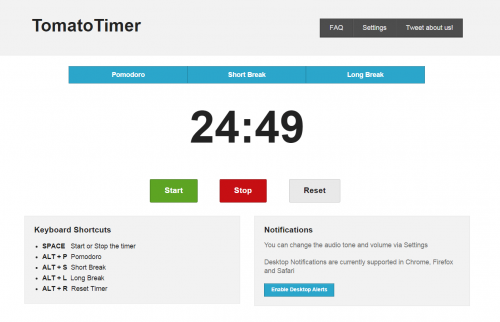 TomatoTimer
FAQ Settings Tweet about us!
Pomodoro Short Break Long Break
24:49
Start Stop Reset
Keyboard Shortcuts
SPACE Start or Stop the timer
ALT + P Pomodoro
ALT + S Short Break
ALT + L Long Break
ALT + R Reset Timer
Notifications
You can change the audio tone and volume via Settings
Desktop Notifications are currently supported in Chrome, Firefox
and Safari
Enable Desktop Alerts